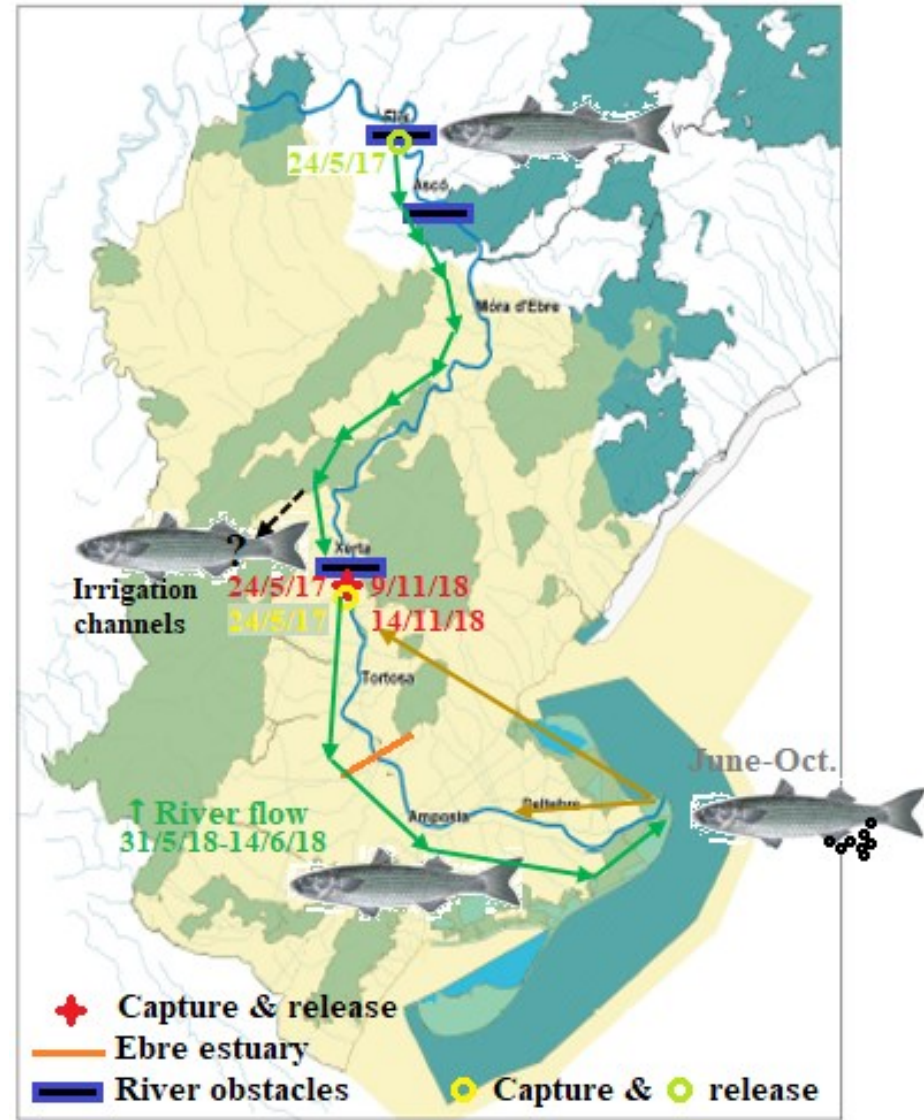 Flix
24/5/17
Ascó
Móra d'Ebre
?
Xerta
Irrigation
channels
24/5/17 9/11/18
24/5/17 14/11/18
Tortosa
June-Oct.
Deltebre
Amposta
↑ River flow
31/5/18-14/6/18
Capture & release
Ebre estuary
River obstacles
Capture & release